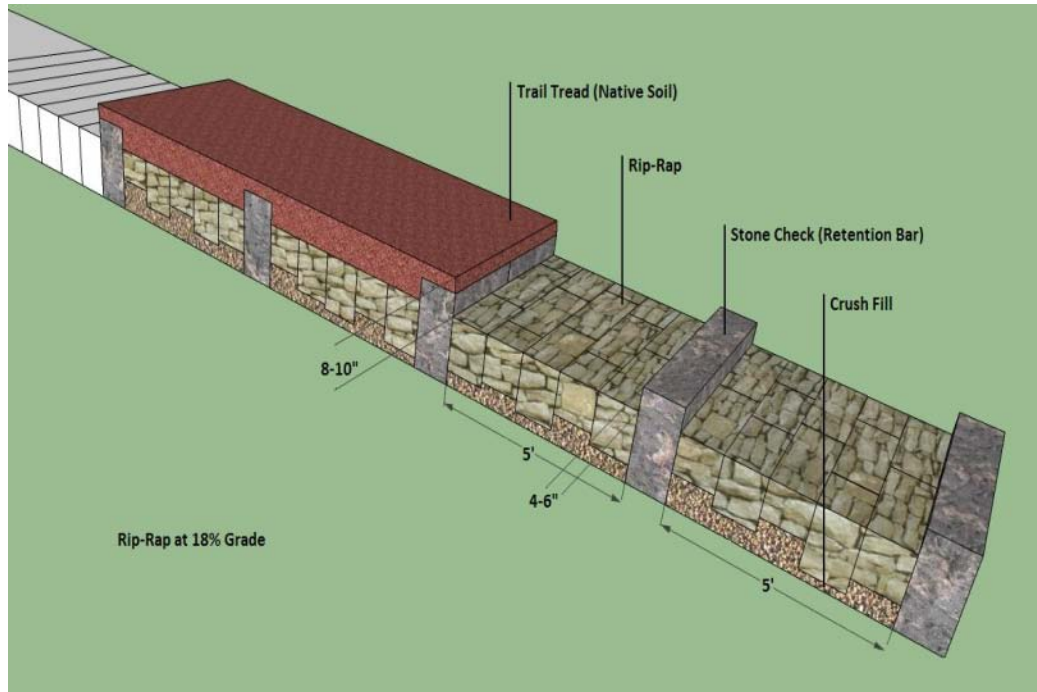 Trail Tread (Native Soil)
Rip-Rap
Stone Check (Retention Bar)
Crush Fill
8-10"
5'
4-6"
Rip-Rap at 18% Grade
5'